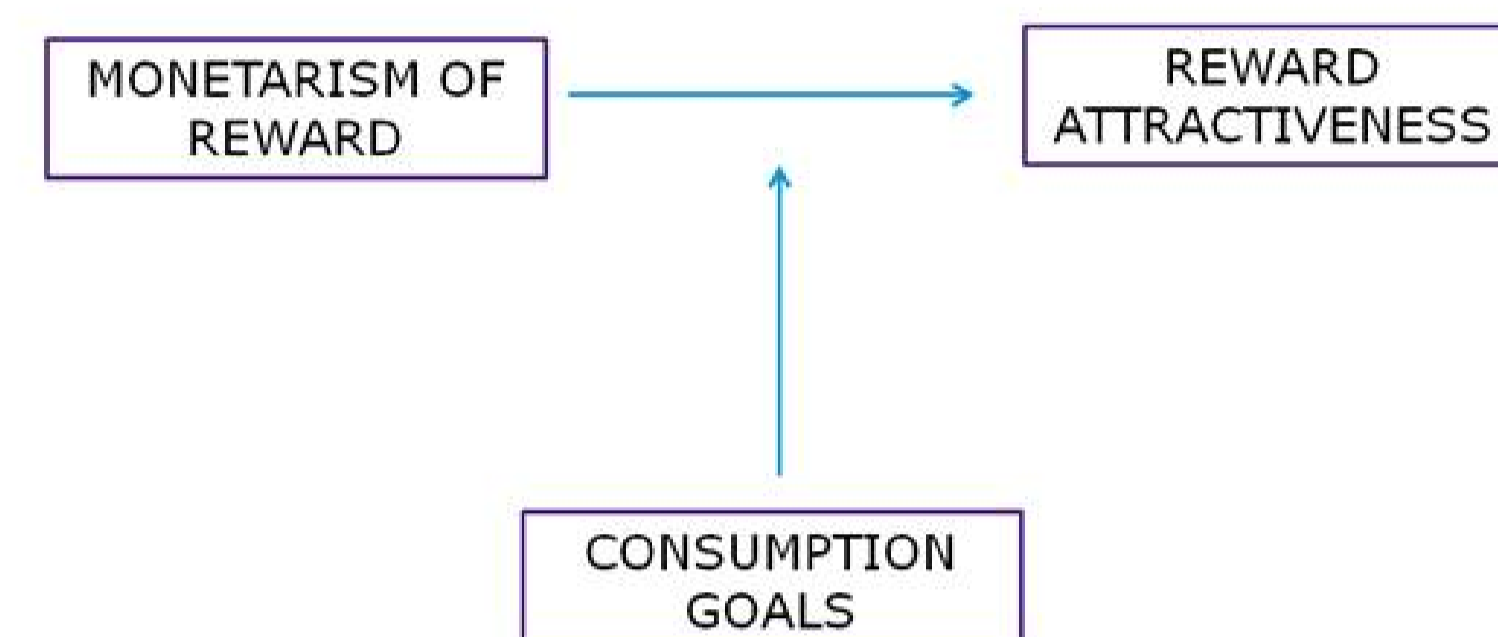 MONETARISM OF
REWARD
REWARD
ATTRACTIVENESS
CONSUMPTION
GOALS